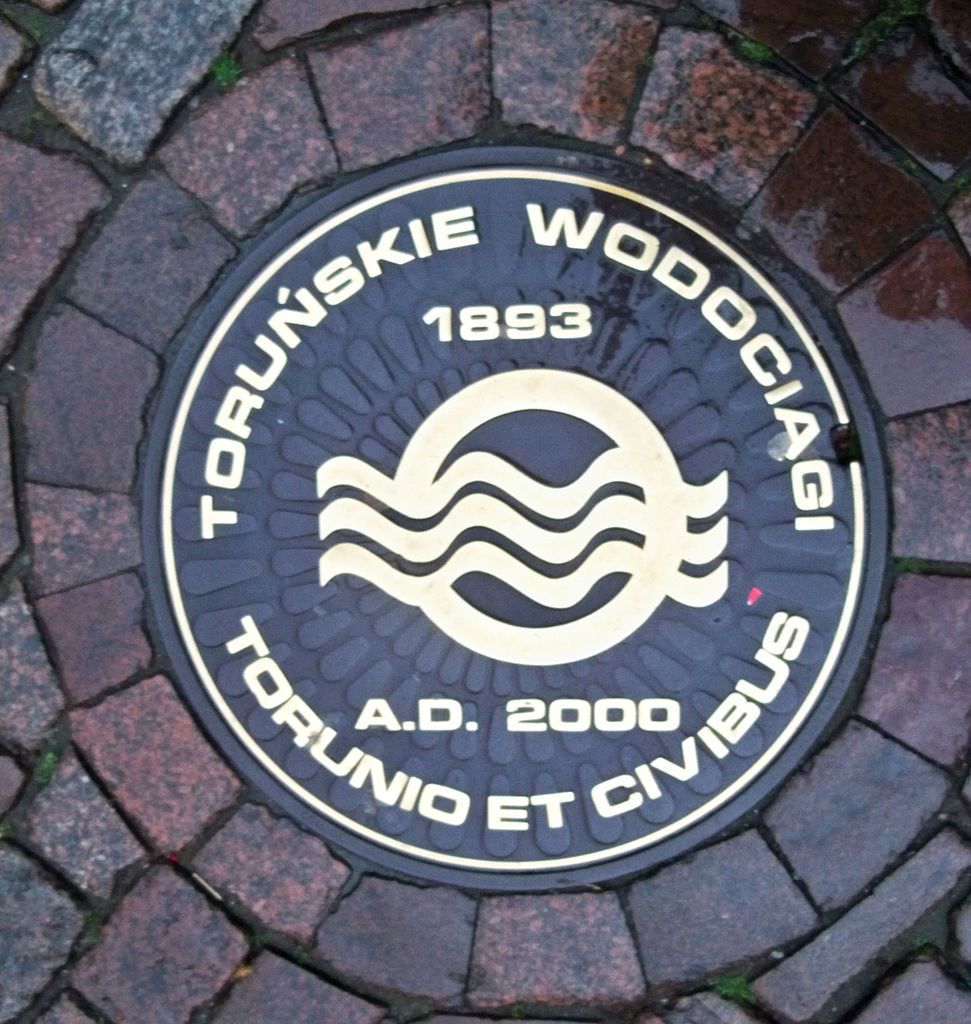 TORUŃSKIE WODOCIĄGI
1893
A.D. 2000
TORUNIO ET CIVIBUS